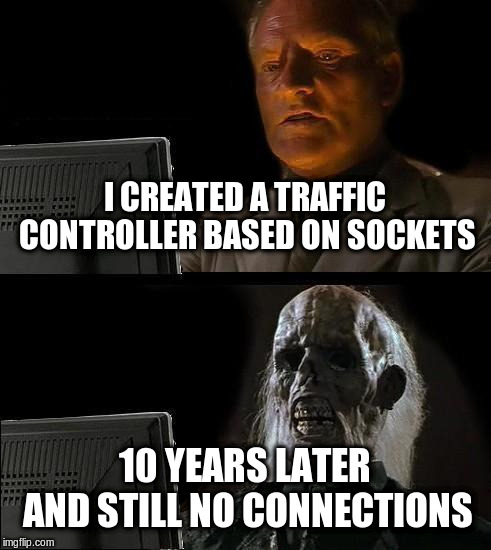 I CREATED A TRAFFIC
CONTROLLER BASED ON SOCKETS
10 YEARS LATER
AND STILL NO CONNECTIONS
imgflip.com